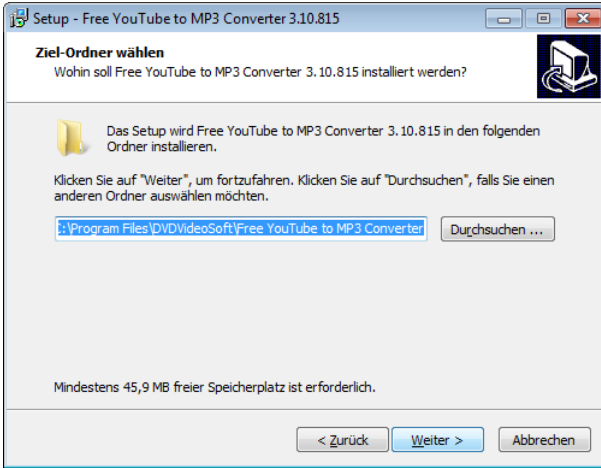 Setup - Free YouTube to MP3 Converter 3.10.815
Ziel-Ordner wählen
Wohin soll Free YouTube to MP3 Converter 3.10.815 installiert werden?
Das Setup wird Free YouTube to MP3 Converter 3.10.815 in den folgenden
Ordner installieren.
Klicken Sie auf "Weiter", um fortzufahren. Klicken Sie auf "Durchsuchen", falls Sie einen
anderen Ordner auswählen möchten.
C:\Program Files\DVDVideoSoft\Free YouTube to MP3 Converter
Durchsuchen ...
Mindestens 45,9 MB freier Speicherplatz ist erforderlich.
< Zurück
Weiter >
Abbrechen